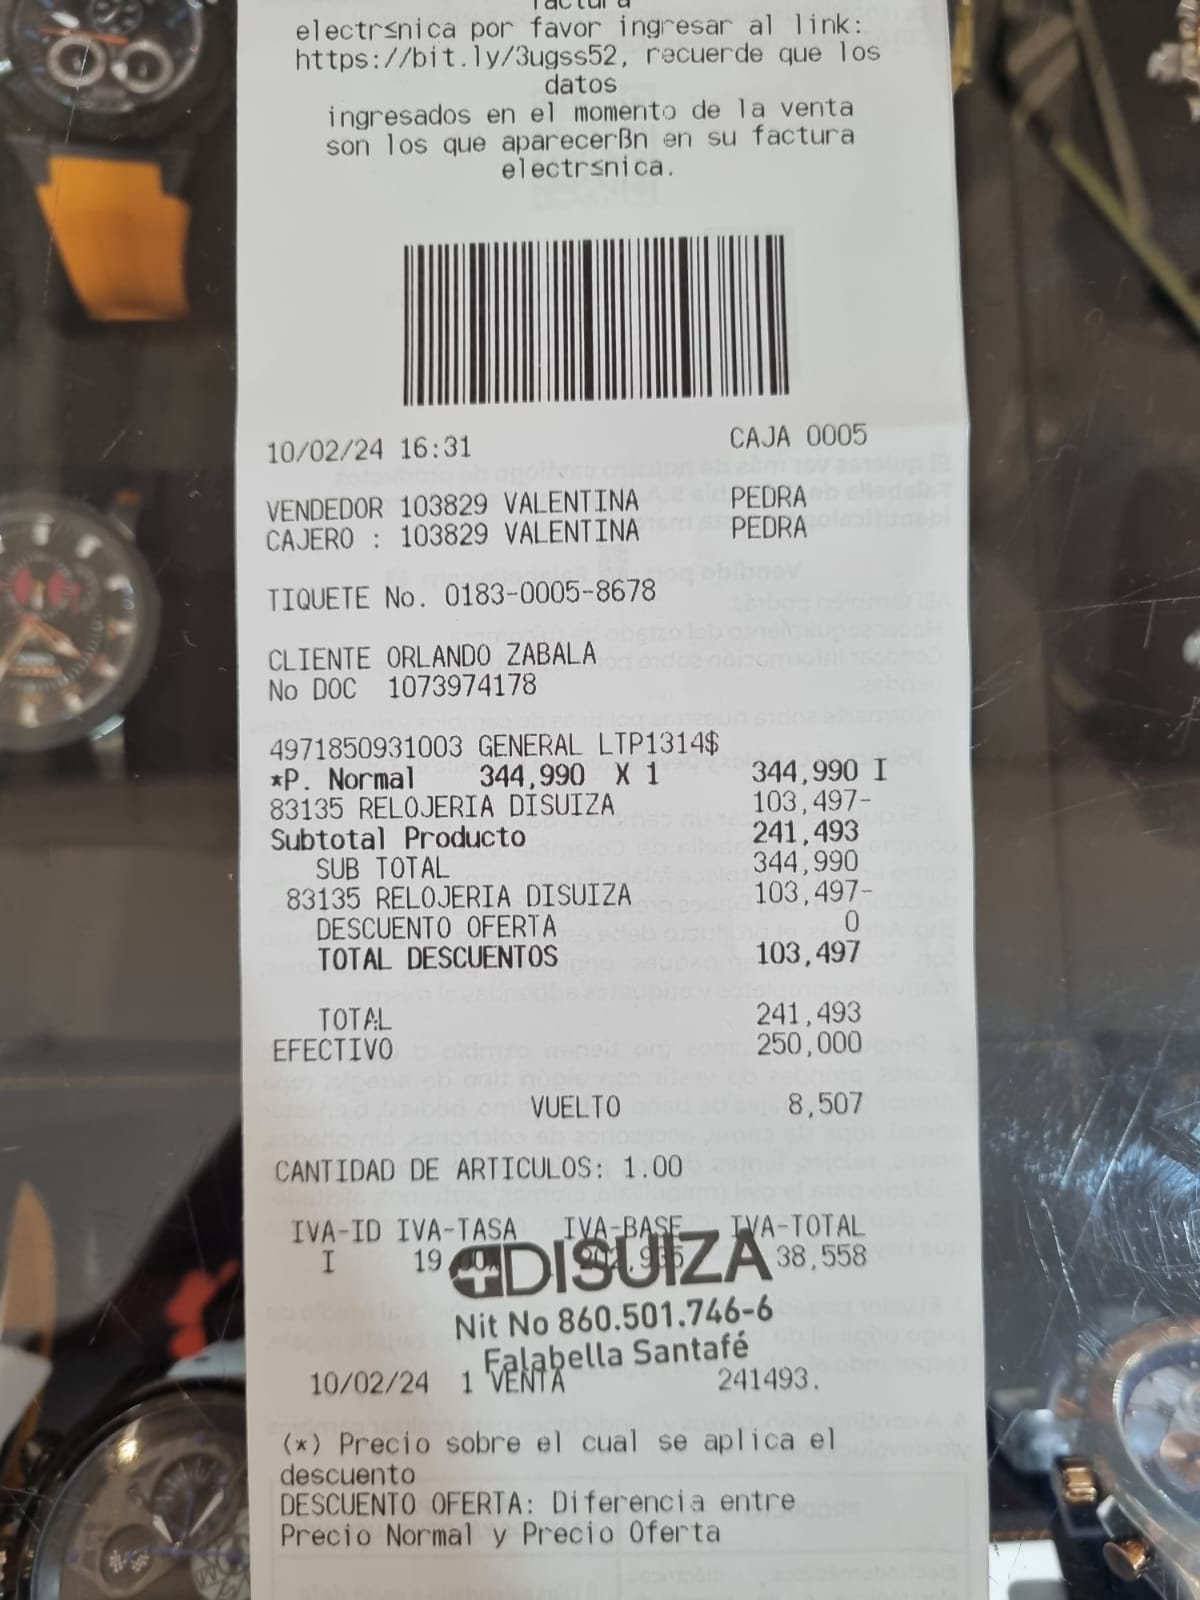 factura
electr≤nica por favor ingresar al link:
https://bit.ly/3ugss52, recuerde que los
datos
ingresados en el momento de la venta
son los que aparecerßn en su factura
electr≤nica.
10/02/24 16:31 CAJA 0005
VENDEDOR 103829 VALENTINA PEDRA
CAJERO : 103829 VALENTINA PEDRA
TIQUETE No. 0183-0005-8678
CLIENTE ORLANDO ZABALA
No DOC 1073974178
4971850931003 GENERAL LTP1314$
*P. Normal 344,990 X 1 344,990 I
83135 RELOJERIA DISUIZA 103,497-
Subtotal Producto 241,493
SUB TOTAL 344,990
83135 RELOJERIA DISUIZA 103,497-
DESCUENTO OFERTA 0
TOTAL DESCUENTOS 103,497
TOTAL 241,493
EFECTIVO 250,000
VUELTO 8,507
CANTIDAD DE ARTICULOS: 1.00
IVA-ID IVA-TASA IVA-BASE IVA-TOTAL
I 19 38,558
DISUIZA
Nit No 860.501.746-6
Falabella Santafé
10/02/24 1 VENTA 241493.
(*) Precio sobre el cual se aplica el
descuento
DESCUENTO OFERTA: Diferencia entre
Precio Normal y Precio Oferta